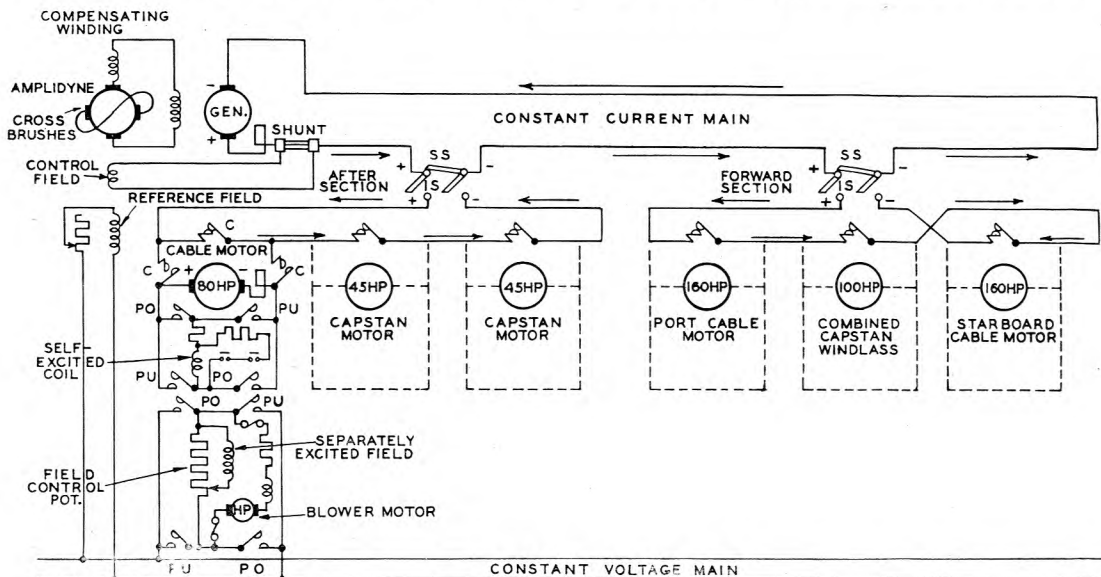 COMPENSATING
WINDING
AMPLIDYNE
CROSS
BRUSHES
-
GEN.
+
SHUNT
CONSTANT CURRENT MAIN
CONTROL
FIELD
REFERENCE FIELD
AFTER
SECTION
+
SS
-
IS
+
-
FORWARD
SECTION
+
SS
-
IS
+
-
C
CABLE MOTOR
C
+
80HP
-
C
PO
PU
45HP
CAPSTAN
MOTOR
45HP
CAPSTAN
MOTOR
160HP
PORT CABLE
MOTOR
100HP
COMBINED
CAPSTAN
WINDLASS
160HP
STARBOARD
CABLE MOTOR
SELF-
EXCITED
COIL
PU
PO
PO
PU
SEPARATELY
EXCITED FIELD
FIELD
CONTROL
POT.
HP
BLOWER MOTOR
PU
PO
CONSTANT VOLTAGE MAIN